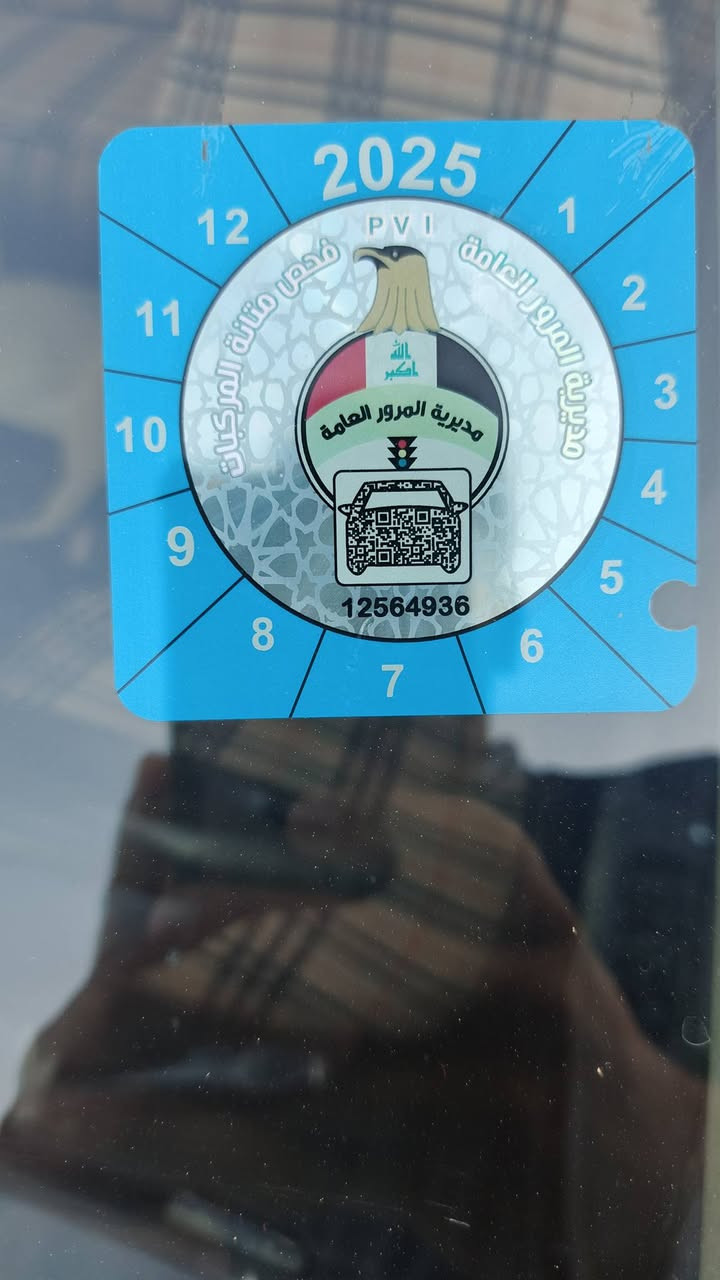 2025
PVI
فحص متانة المركبات
مديرية المرور العامة
الله
اكبر
مديرية المرور العامة
12564936
1
2
3
4
5
6
7
8
9
10
11
12